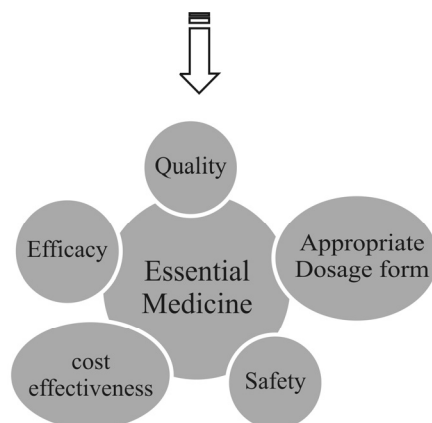 Quality
Efficacy
Appropriate
Dosage form
Essential
Medicine
cost
effectiveness
Safety